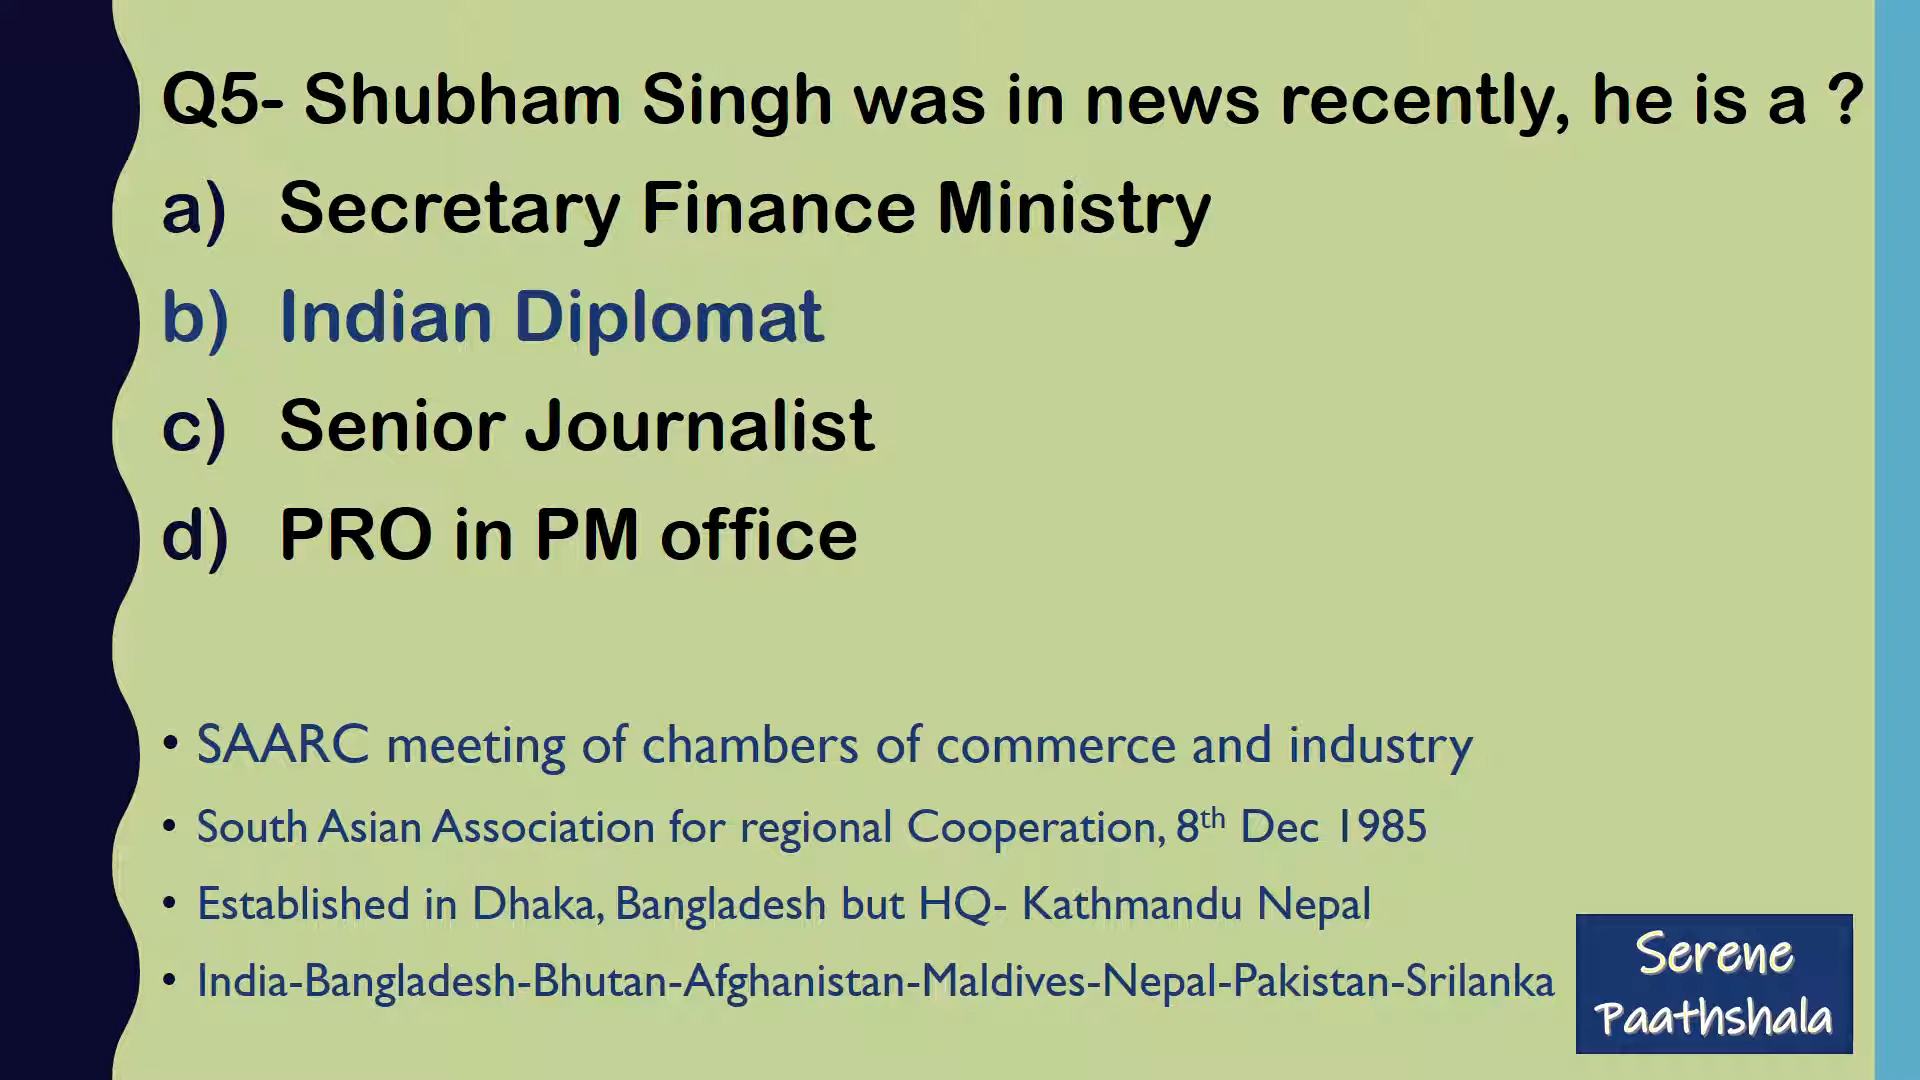 Q5- Shubham Singh was in news recently, he is a ?
a) Secretary Finance Ministry
b) Indian Diplomat
c) Senior Journalist
d) PRO in PM office
• SAARC meeting of chambers of commerce and industry
• South Asian Association for regional Cooperation, 8th Dec 1985
• Established in Dhaka, Bangladesh but HQ- Kathmandu Nepal
• India-Bangladesh-Bhutan-Afghanistan-Maldives-Nepal-Pakistan-Srilanka
Serene
Paathshala